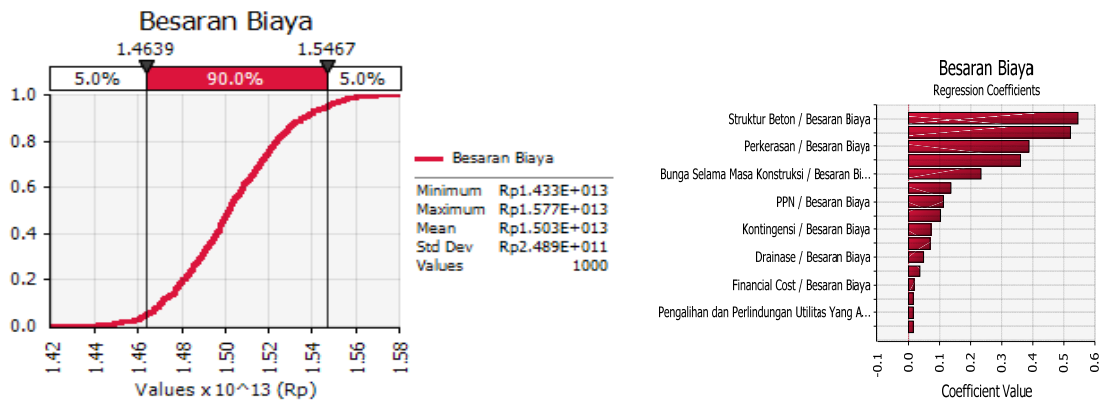 Besaran Biaya
1.4639 1.5467
5.0% 90.0% 5.0%
1.0
0.8
0.6
0.4
0.2
0.0
1.42 1.44 1.46 1.48 1.50 1.52 1.54 1.56 1.58
Values x 10^13 (Rp)
Besaran Biaya
Minimum Rp1.433E+013
Maximum Rp1.577E+013
Mean Rp1.503E+013
Std Dev Rp2.489E+011
Values 1000
Besaran Biaya
Regression Coefficients
Struktur Beton / Besaran Biaya
Perkerasan / Besaran Biaya
Bunga Selama Masa Konstruksi / Besaran Bi...
PPN / Besaran Biaya
Kontingensi / Besaran Biaya
Drainase / Besaran Biaya
Financial Cost / Besaran Biaya
Pengalihan dan Perlindungan Utilitas Yang A...
-0.1 0.0 0.1 0.2 0.3 0.4 0.5 0.6
Coefficient Value